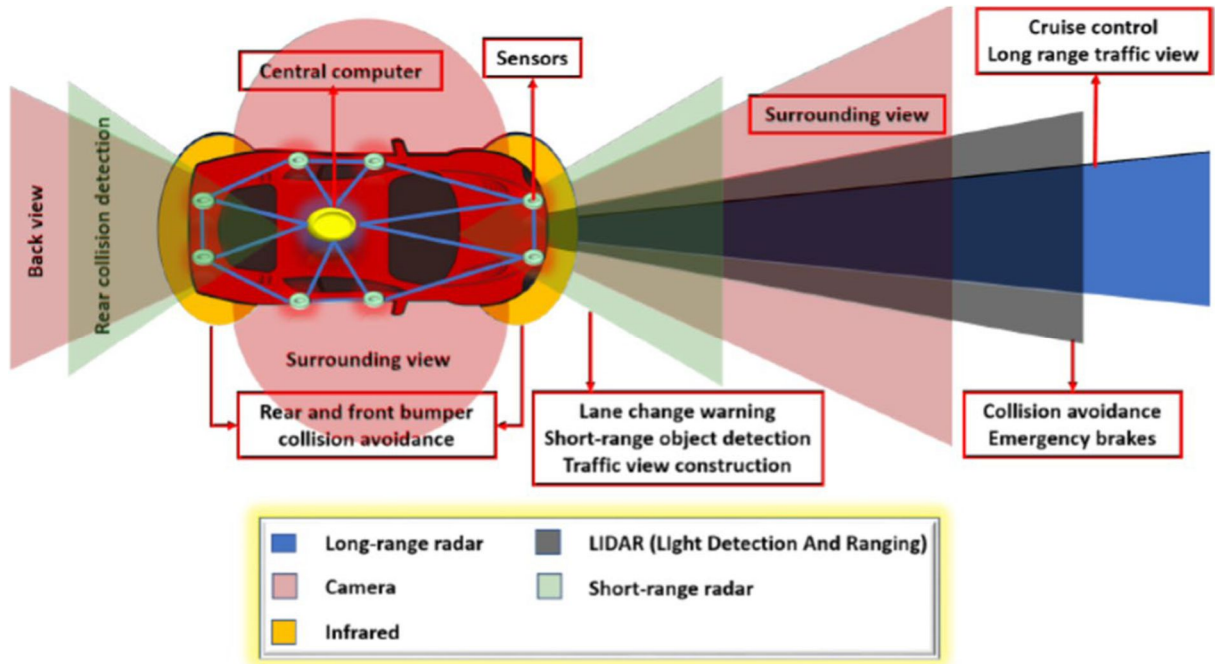 Cruise control
Long range traffic view
Sensors
Central computer
Surrounding view
Back view
Rear collision detection
Surrounding view
Rear and front bumper
collision avoidance
Lane change warning
Short-range object detection
Traffic view construction
Collision avoidance
Emergency brakes
Long-range radar
LIDAR (LIght Detection And Ranging)
Camera
Short-range radar
Infrared